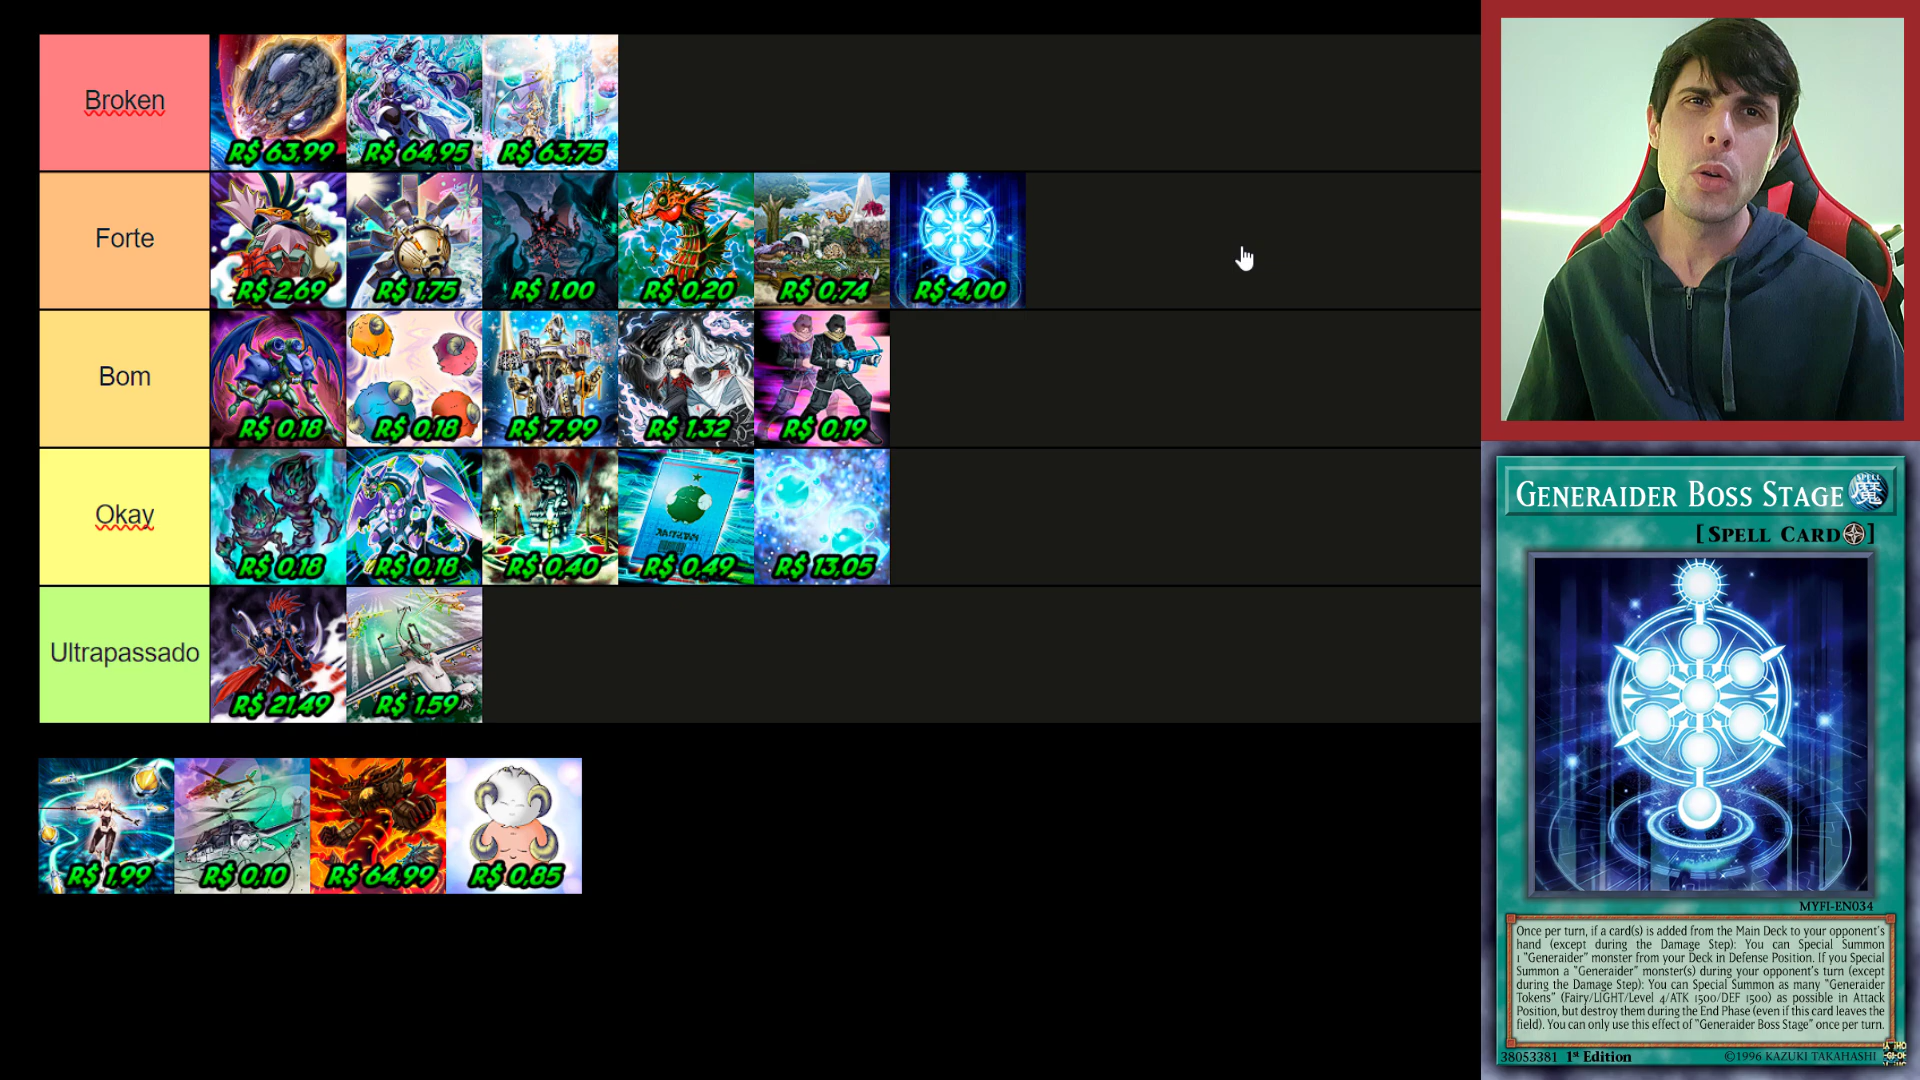 Broken
R$ 63,99
R$ 64,95
R$ 63,75
Forte
R$ 2,69
R$ 1,75
R$ 1,00
R$ 0,20
R$ 0,74
R$ 4,00
Bom
R$ 0,18
R$ 0,18
R$ 7,99
R$ 1,32
R$ 0,19
Okay
R$ 0,18
R$ 0,18
R$ 0,40
R$ 0,49
R$ 13,05
Ultrapassado
R$ 21,49
R$ 1,59
R$ 1,99
R$ 0,10
R$ 64,99
R$ 0,85
GENERAIDER BOSS STAGE
SPELL
魔
[SPELL CARD]
MYFI-EN034
Once per turn, if a card(s) is added from the Main Deck to your opponent's
hand (except during the Damage Step): You can Special Summon
1 "Generaider" monster from your Deck in Defense Position. If you Special
Summon a "Generaider" monster(s) during your opponent's turn (except
during the Damage Step): You can Special Summon as many "Generaider
Tokens" (Fairy/LIGHT/Level 4/ATK 1500/DEF 1500) as possible in Attack
Position, but destroy them during the End Phase (even if this card leaves the
field). You can only use this effect of "Generaider Boss Stage" once per turn.
38053381 1st Edition
©1996 KAZUKI TAKAHASHI